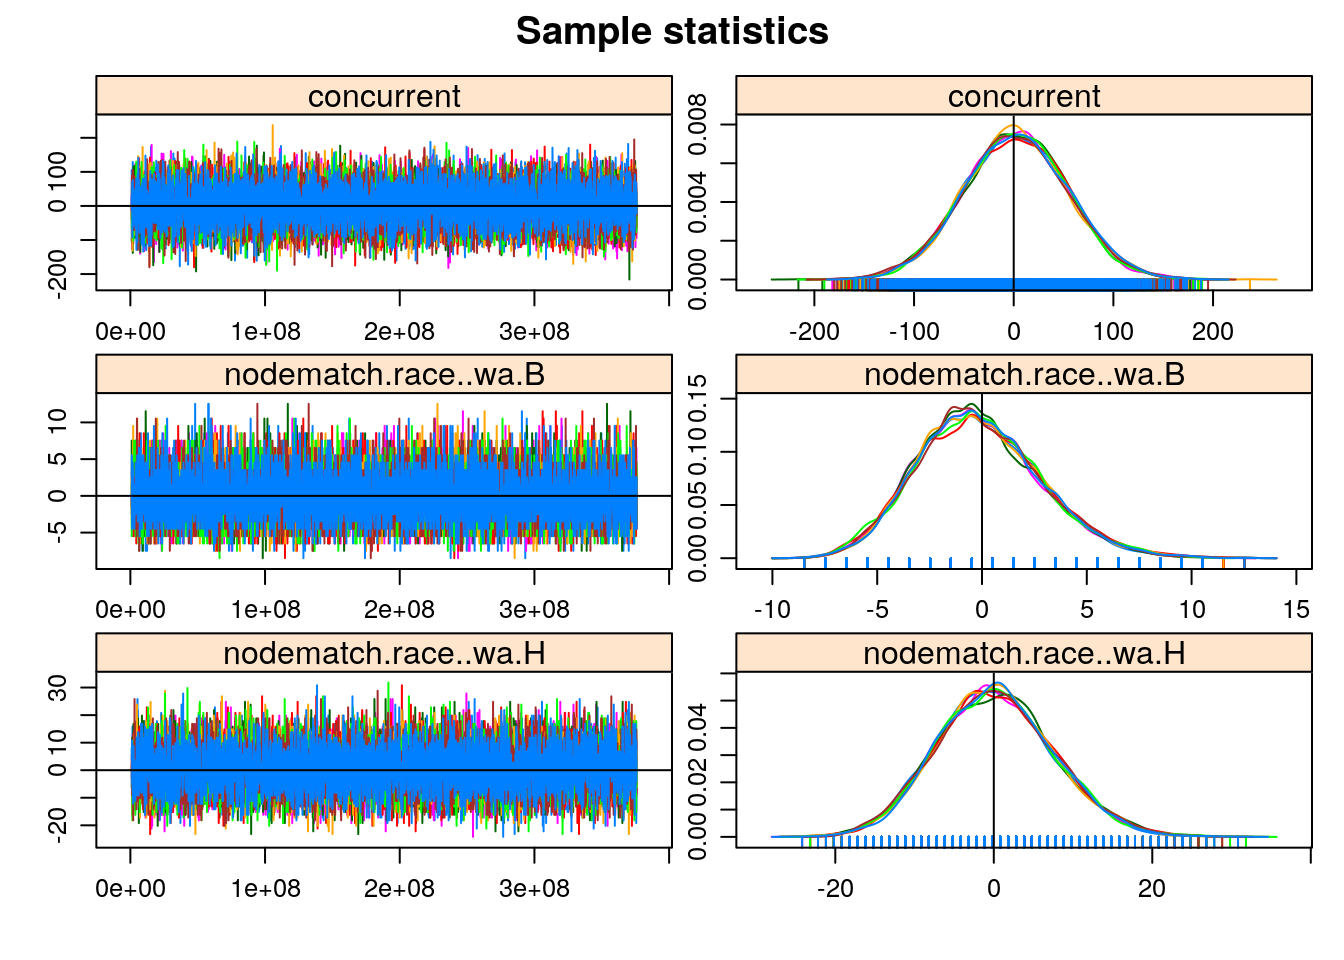 Sample statistics
concurrent
concurrent
100
0
-200
0.008
0.004
0.000
0e+00 1e+08 2e+08 3e+08
-200 -100 0 100 200
nodematch.race..wa.B
nodematch.race..wa.B
10
5
0
-5
0.15
0.10
0.05
0.00
0e+00 1e+08 2e+08 3e+08
-10 -5 0 5 10 15
nodematch.race..wa.H
nodematch.race..wa.H
30
10
0
-20
0.04
0.02
0.00
0e+00 1e+08 2e+08 3e+08
-20 0 20